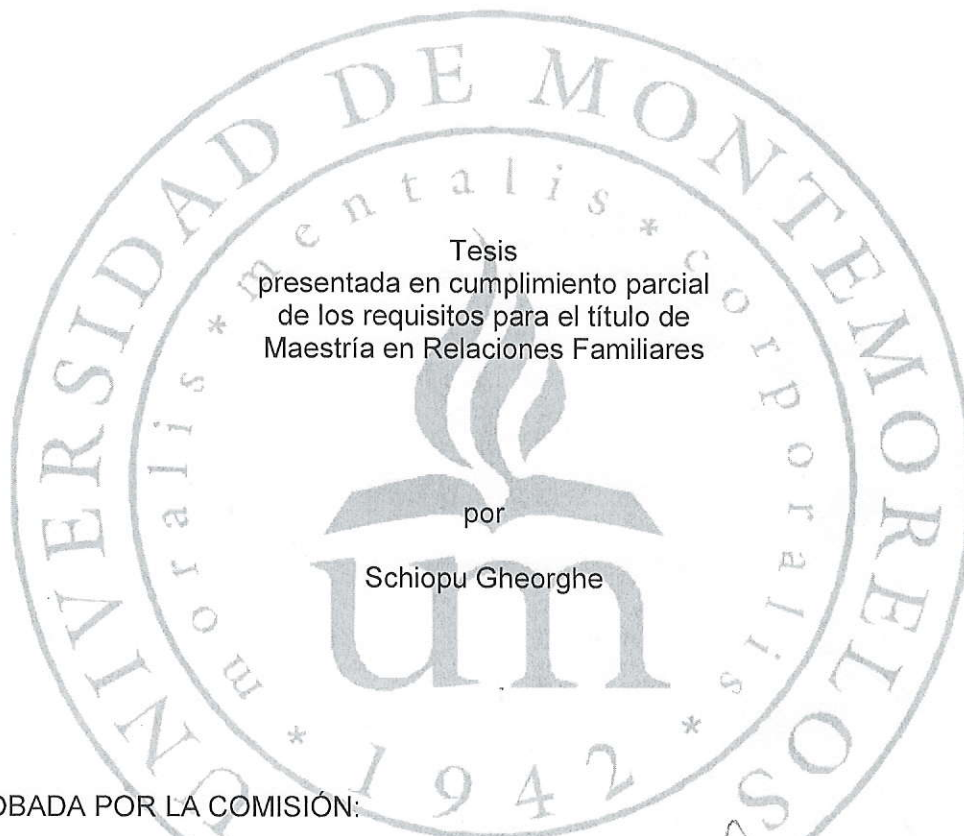 UNIVERSIDAD DE MONTEMORELOS
mentalis * corporalis * 1942 * moralis *
Tesis
presentada en cumplimiento parcial
de los requisitos para el título de
Maestría en Relaciones Familiares
por
um
Schiopu Gheorghe
OBADA POR LA COMISIÓN: